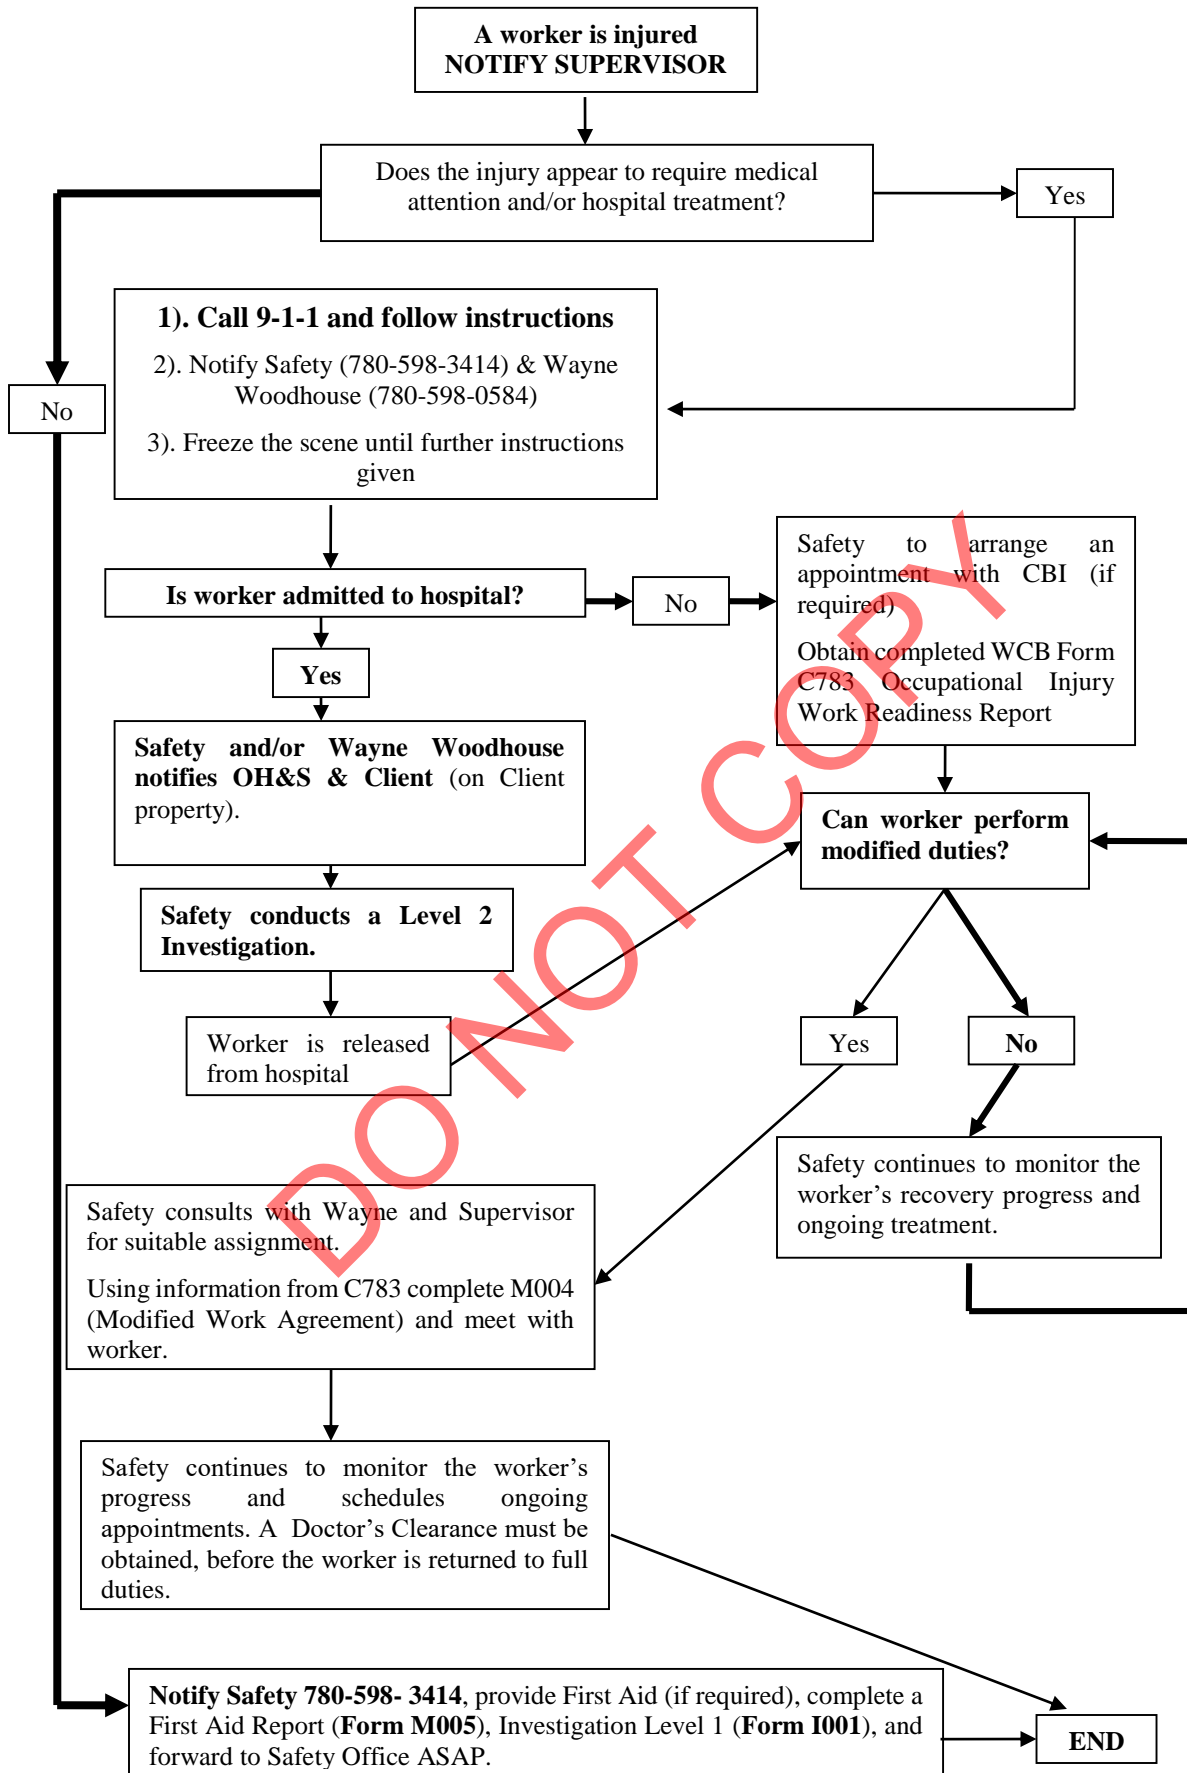 A worker is injured
NOTIFY SUPERVISOR
Does the injury appear to require medical
attention and/or hospital treatment?
Yes
1). Call 9-1-1 and follow instructions
2). Notify Safety (780-598-3414) & Wayne
Woodhouse (780-598-0584)
3). Freeze the scene until further instructions
given
No
Is worker admitted to hospital?
No
Safety to arrange an
appointment with CBI (if
required)
Obtain completed WCB Form
C783 Occupational Injury
Work Readiness Report
Yes
Safety and/or Wayne Woodhouse
notifies OH&S & Client (on Client
property).
Can worker perform
modified duties?
Safety conducts a Level 2
Investigation.
Worker is released
from hospital
Yes
No
Safety continues to monitor the
worker's recovery progress and
ongoing treatment.
Safety consults with Wayne and Supervisor
for suitable assignment.
Using information from C783 complete M004
(Modified Work Agreement) and meet with
worker.
Safety continues to monitor the worker's
progress and schedules ongoing
appointments. A  Doctor's Clearance must be
obtained, before the worker is returned to full
duties.
Notify Safety 780-598- 3414, provide First Aid (if required), complete a
First Aid Report (Form M005), Investigation Level 1 (Form I001), and
forward to Safety Office ASAP.
END
DO NOT COPY